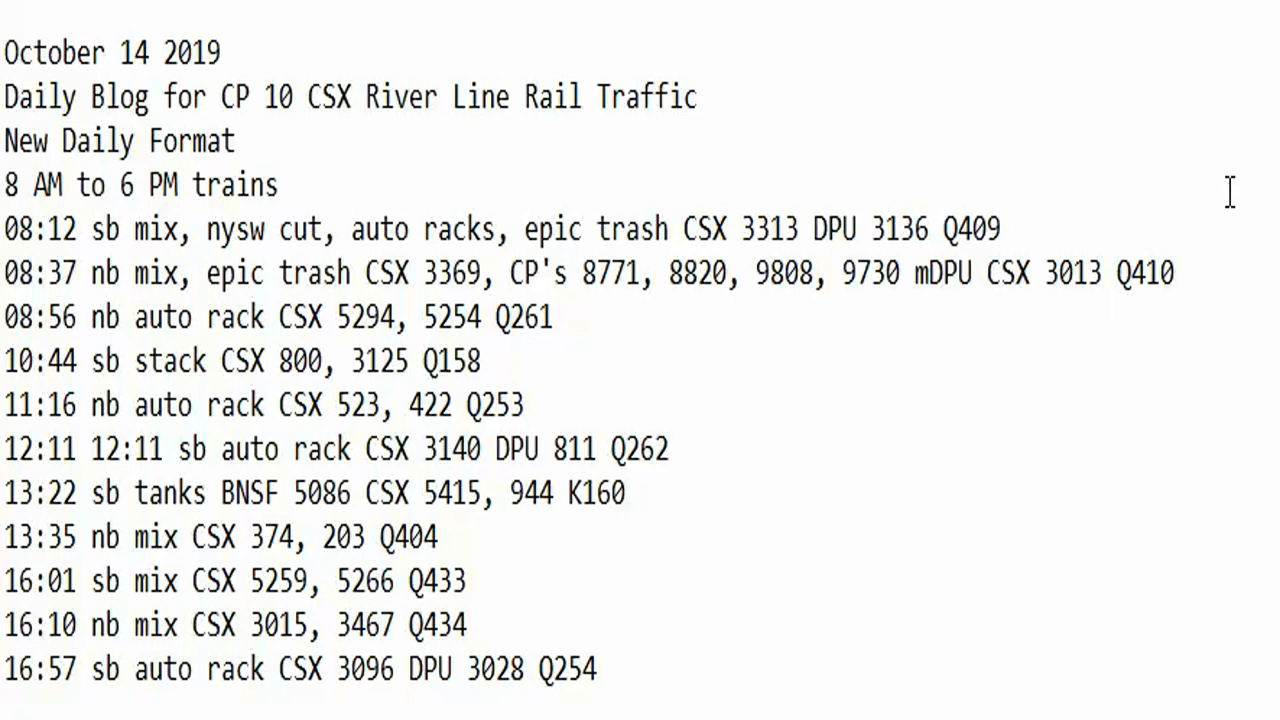 October 14 2019
Daily Blog for CP 10 CSX River Line Rail Traffic
New Daily Format
8 AM to 6 PM trains
08:12 sb mix, nysw cut, auto racks, epic trash CSX 3313 DPU 3136 Q409
08:37 nb mix, epic trash CSX 3369, CP's 8771, 8820, 9808, 9730 mDPU CSX 3013 Q410
08:56 nb auto rack CSX 5294, 5254 Q261
10:44 sb stack CSX 800, 3125 Q158
11:16 nb auto rack CSX 523, 422 Q253
12:11 12:11 sb auto rack CSX 3140 DPU 811 Q262
13:22 sb tanks BNSF 5086 CSX 5415, 944 K160
13:35 nb mix CSX 374, 203 Q404
16:01 sb mix CSX 5259, 5266 Q433
16:10 nb mix CSX 3015, 3467 Q434
16:57 sb auto rack CSX 3096 DPU 3028 Q254